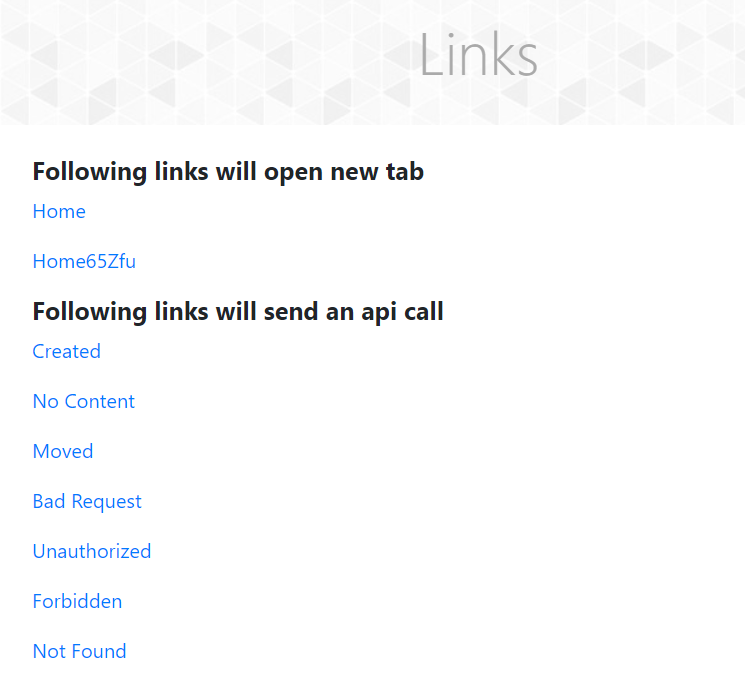 Links
Following links will open new tab
Home
Home65Zfu
Following links will send an api call
Created
No Content
Moved
Bad Request
Unauthorized
Forbidden
Not Found